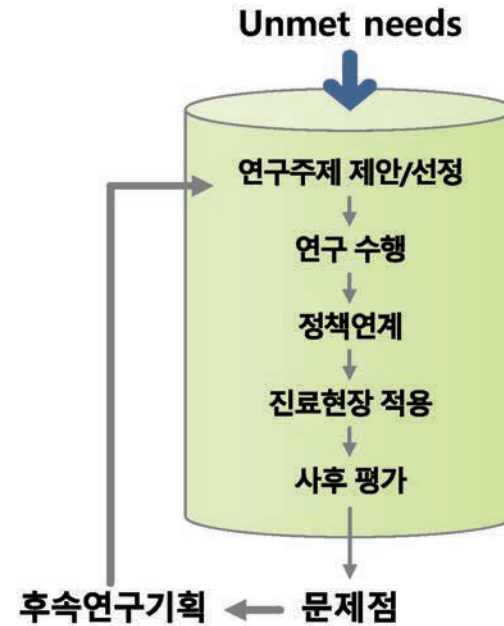 Unmet needs
연구주제 제안/선정
연구 수행
정책연계
진료현장 적용
사후 평가
후속연구기획 문제점